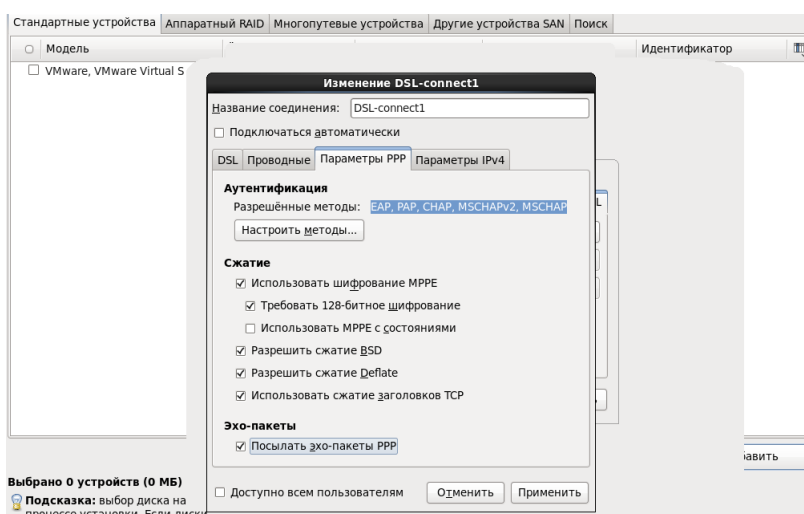 Стандартные устройства Аппаратный RAID Многопутевые устройства Другие устройства SAN Поиск
Модель Идентификатор
VMware, VMware Virtual S
Изменение DSL-connect1
Название соединения: DSL-connect1
Подключаться автоматически
DSL Проводные Параметры PPP Параметры IPv4
Аутентификация
Разрешённые методы: EAP, PAP, CHAP, MSCHAPv2, MSCHAP
Настроить методы...
Сжатие
Использовать шифрование MPPE
Требовать 128-битное шифрование
Использовать MPPE с состояниями
Разрешить сжатие BSD
Разрешить сжатие Deflate
Использовать сжатие заголовков TCP
Эхо-пакеты
Посылать эхо-пакеты PPP
авить
Выбрано 0 устройств (0 МБ)
Доступно всем пользователям Отменить Применить
Подсказка: выбор диска на